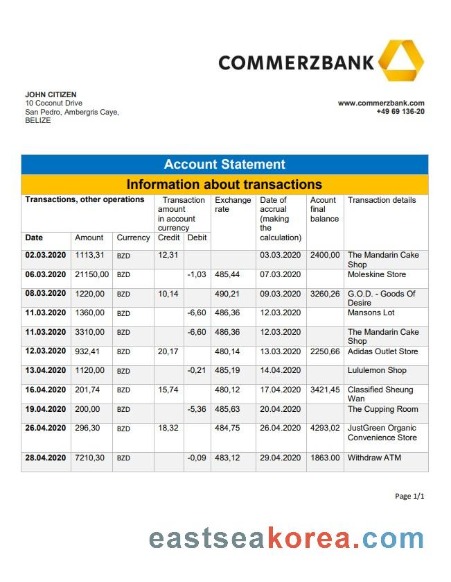 COMMERZBANK
JOHN CITIZEN
10 Coconut Drive
San Pedro, Ambergris Caye,
BELIZE
www.commerzbank.com
+49 69 136-20
Account Statement
Information about transactions
Transactions, other operations Transaction amount in account currency Exchange rate Date of accrual (making the calculation) Acount final balance Transaction details
Date Amount Currency Credit Debit
02.03.2020 1113,31 BZD 12,31 03.03.2020 2400,00 The Mandarin Cake Shop
06.03.2020 21150,00 BZD -1,03 485,44 07.03.2020 Moleskine Store
08.03.2020 1220,00 BZD 10,14 490,21 09.03.2020 3260,26 G.O.D. - Goods Of Desire
11.03.2020 1360,00 BZD -6,60 486,36 12.03.2020 Mansons Lot
11.03.2020 3310,00 BZD -6,60 486,36 12.03.2020 The Mandarin Cake Shop
12.03.2020 932,41 BZD 20,17 480,14 13.03.2020 2250,66 Adidas Outlet Store
13.04.2020 1120,00 BZD -0,21 485,19 14.04.2020 Lululemon Shop
16.04.2020 201,74 BZD 15,74 480,12 17.04.2020 3421,45 Classified Sheung Wan
19.04.2020 200,00 BZD -5,36 485,63 20.04.2020 The Cupping Room
26.04.2020 296,30 BZD 18,32 484,75 26.04.2020 4293,02 JustGreen Organic Convenience Store
28.04.2020 7210,30 BZD -0,09 483,12 29.04.2020 1863.00 Withdraw ATM
Page 1/1
eastseakorea.com